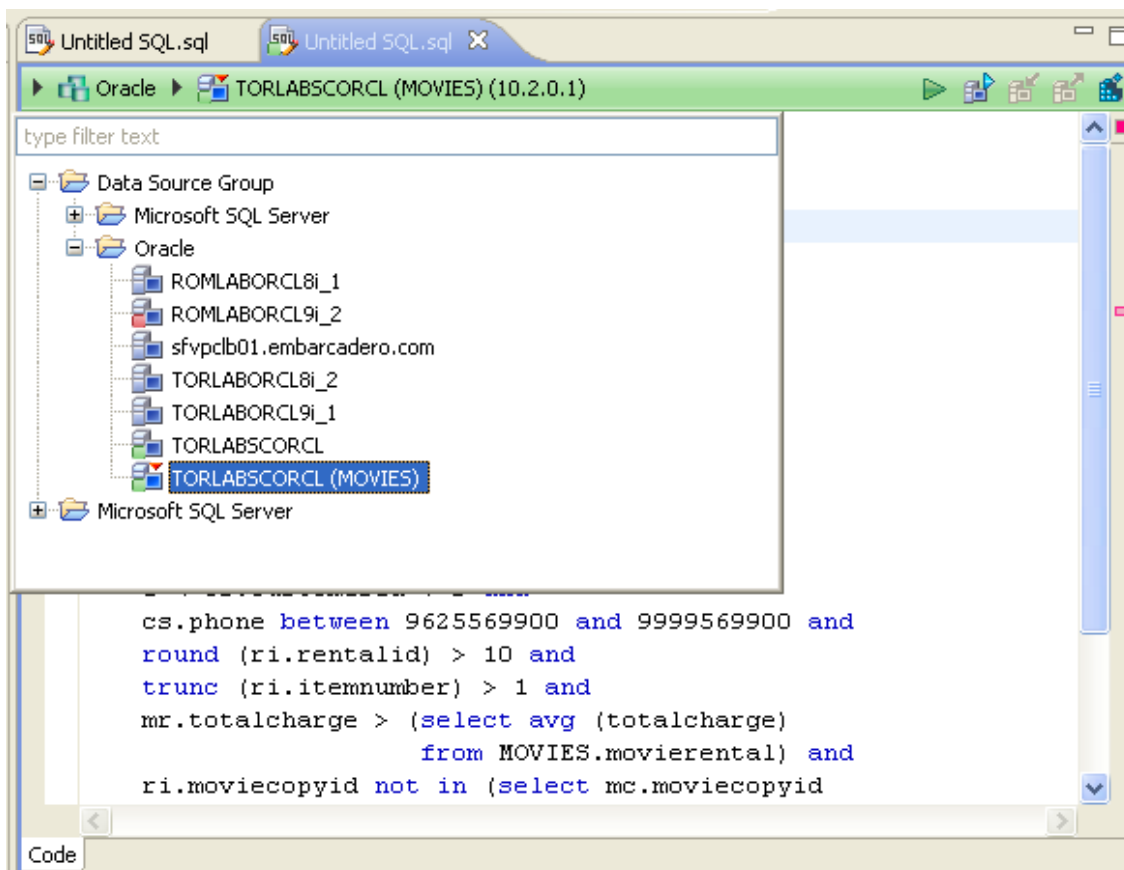 Untitled SQL.sql Untitled SQL.sql
Oracle TORLABSCORCL (MOVIES) (10.2.0.1)
type filter text
Data Source Group
Microsoft SQL Server
Oracle
ROMLABORCL8i_1
ROMLABORCL9i_2
sfvpclb01.embarcadero.com
TORLABORCL8i_2
TORLABORCL9i_1
TORLABSCORCL
TORLABSCORCL (MOVIES)
Microsoft SQL Server
cs.phone between 9625569900 and 9999569900 and
round (ri.rentalid) > 10 and
trunc (ri.itemnumber) > 1 and
mr.totalcharge > (select avg (totalcharge)
from MOVIES.movierental) and
ri.moviecopyid not in (select mc.moviecopyid
Code